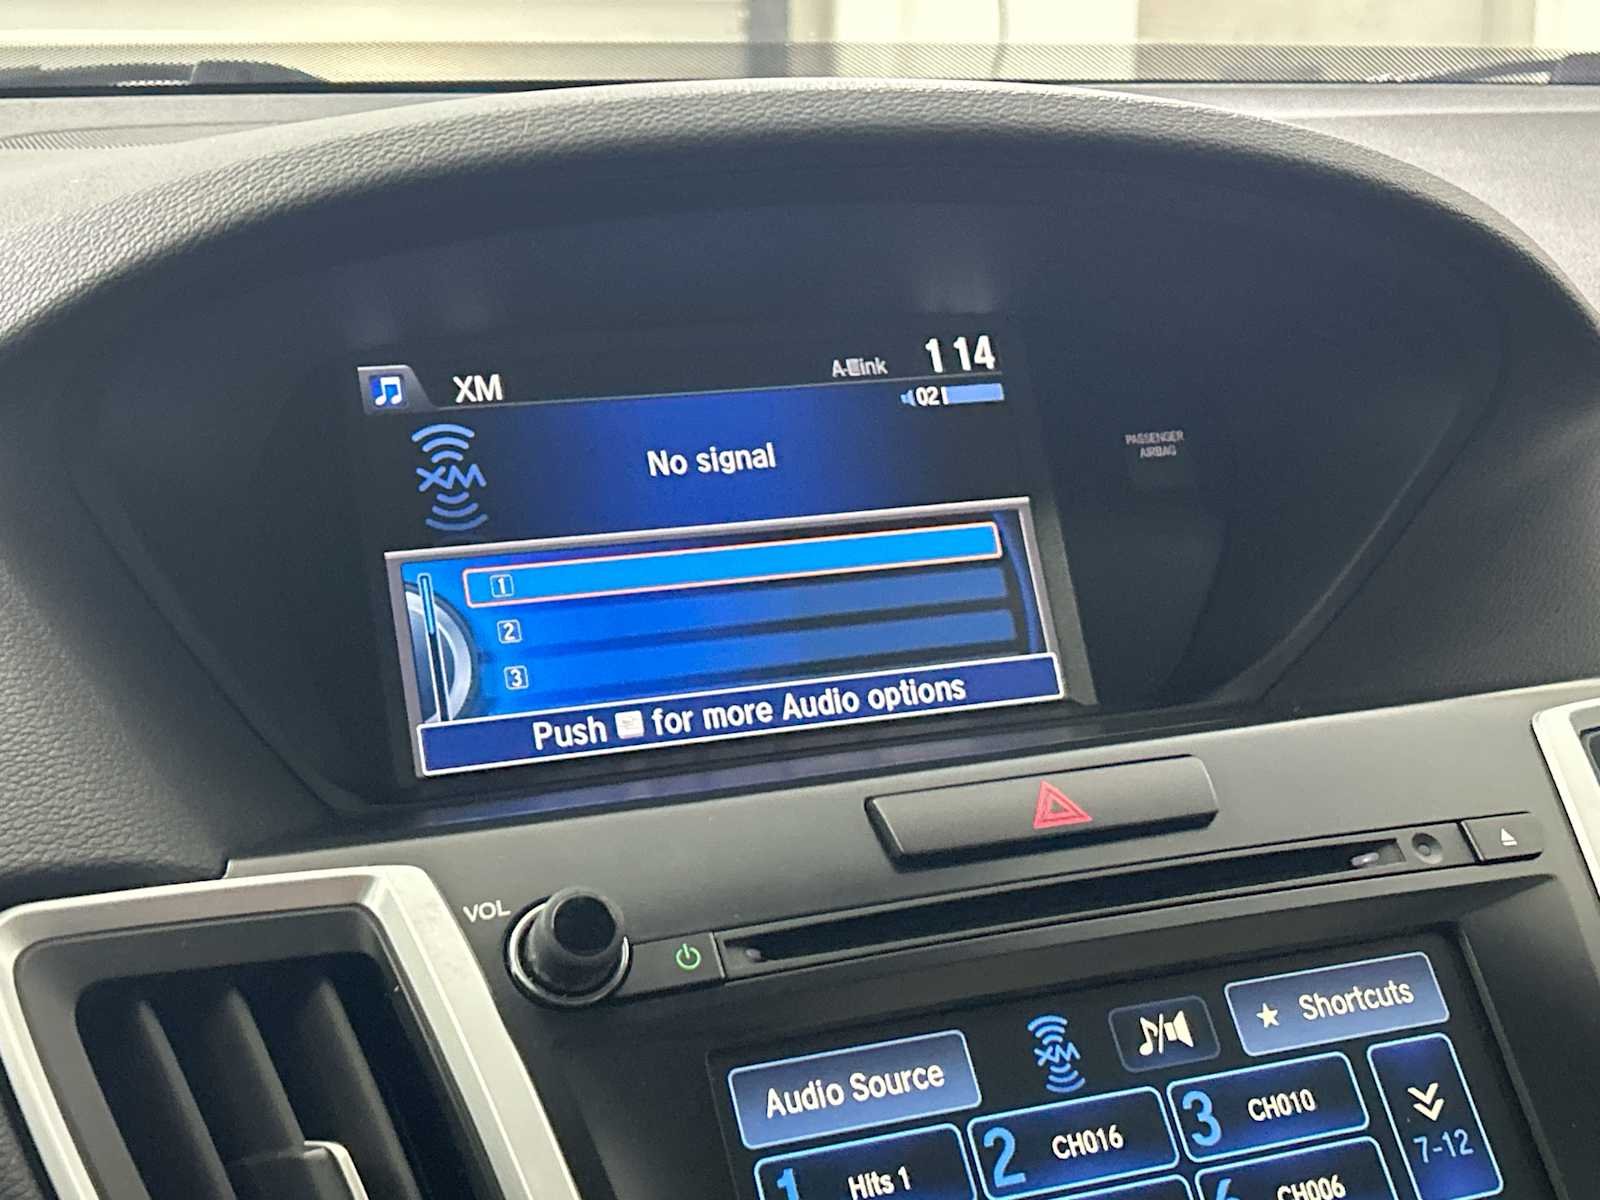 XM
A-Link
1 14
02
XM
No signal
1
2
3
Push for more Audio options
PASSENGER
AIRBAG
VOL
Audio Source
XM
Shortcuts
1 Hits 1
2 CH016
3 CH010
7-12
6 CH006